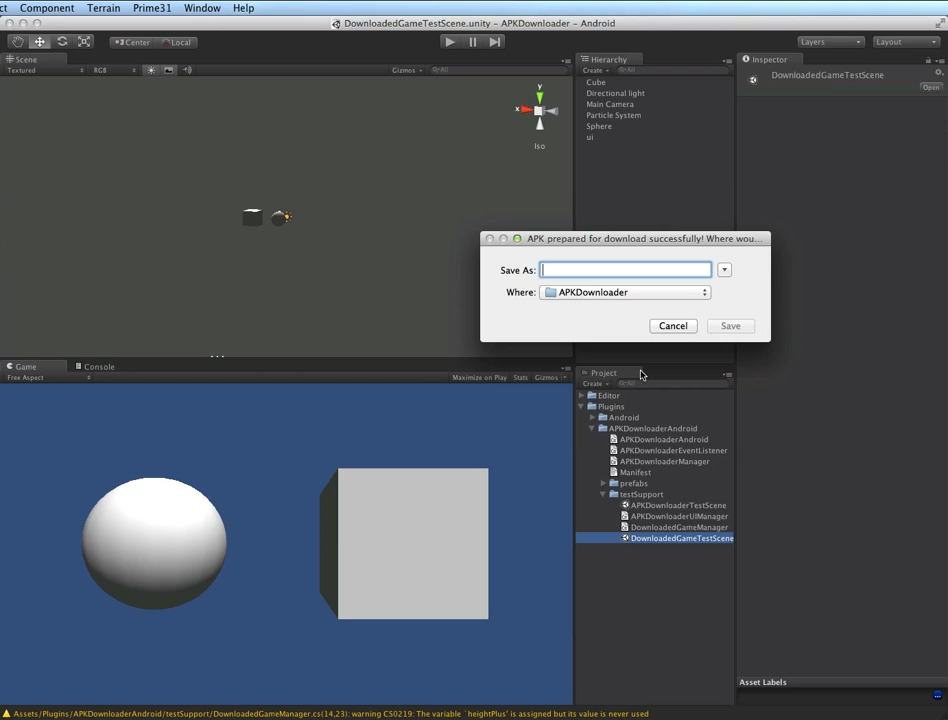 ct Component Terrain Prime31 Window Help
DownloadedGameTestScene.unity - APKDownloader - Android
Center Local
Layers Layout
Scene
Textured RGB Gizmos All
y
x
Iso
Hierarchy
Create All
Cube
Directional light
Main Camera
Particle System
Sphere
ui
Inspector
DownloadedGameTestScene
Open
APK prepared for download successfully! Where wou...
Save As:
Where: APKDownloader
Cancel Save
Game Console
Free Aspect Maximize on Play Stats Gizmos
Project
Create All
Editor
Plugins
Android
APKDownloaderAndroid
APKDownloaderAndroid
APKDownloaderEventListener
APKDownloaderManager
Manifest
prefabs
testSupport
APKDownloaderTestScene
APKDownloaderUIManager
DownloadedGameManager
DownloadedGameTestScene
Asset Labels
Assets/Plugins/APKDownloaderAndroid/testSupport/DownloadedGameManager.cs(14,23): warning CS0219: The variable `heightPlus' is assigned but its value is never used